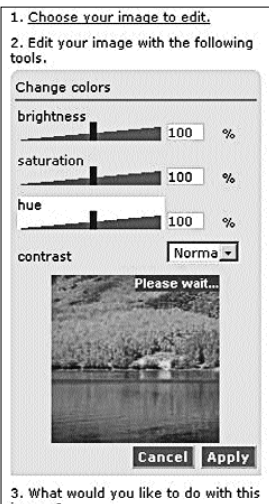 1. Choose your image to edit.
2. Edit your image with the following
tools.
Change colors
brightness
100 %
saturation
100 %
hue
100 %
contrast Norma
Please wait...
Cancel Apply
3. What would you like to do with this